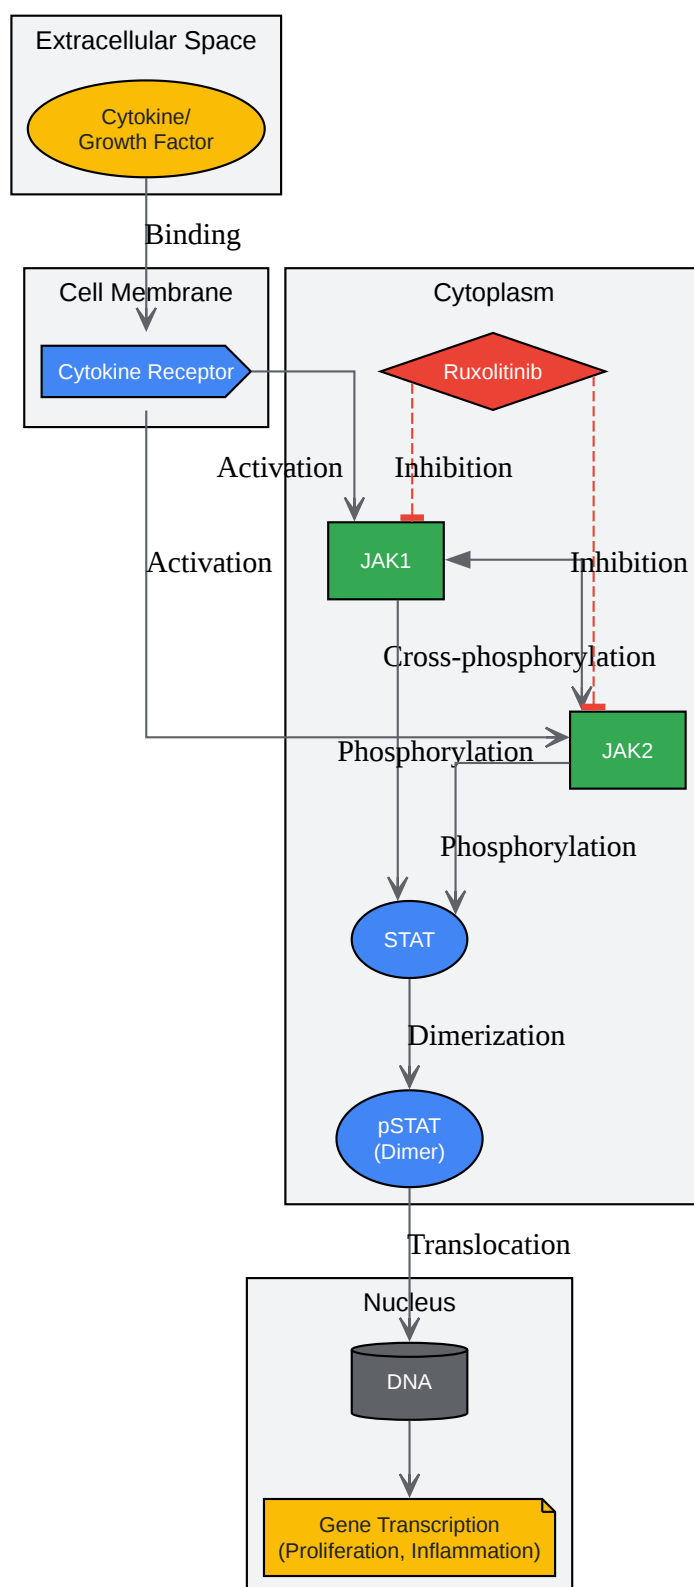 Extracellular Space
Cytokine/
Growth Factor
Binding
Cell Membrane
Cytoplasm
Cytokine Receptor
Ruxolitinib
Activation
Inhibition
JAK1
Activation
Inhibition
Cross-phosphorylation
Phosphorylation
JAK2
Phosphorylation
STAT
Dimerization
pSTAT
(Dimer)
Translocation
Nucleus
DNA
Gene Transcription
(Proliferation, Inflammation)